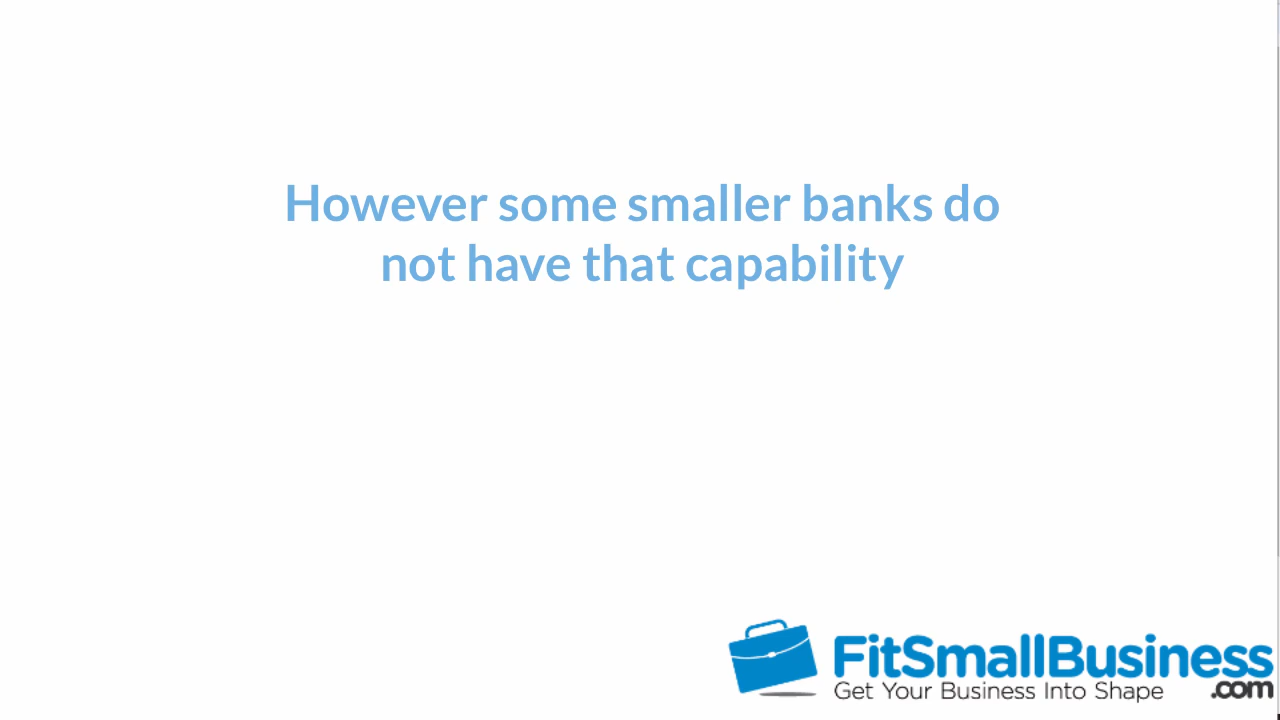 However some smaller banks do
not have that capability
FitSmallBusiness
Get Your Business Into Shape .com